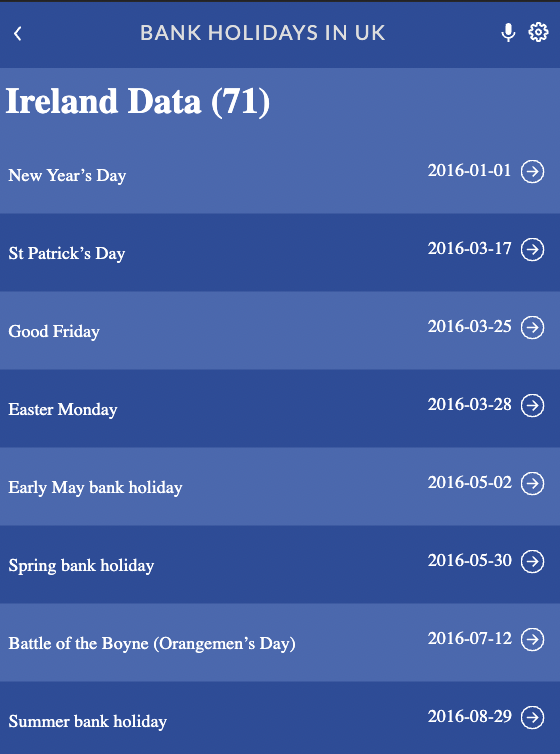 BANK HOLIDAYS IN UK
Ireland Data (71)
New Year’s Day 2016-01-01
St Patrick’s Day 2016-03-17
Good Friday 2016-03-25
Easter Monday 2016-03-28
Early May bank holiday 2016-05-02
Spring bank holiday 2016-05-30
Battle of the Boyne (Orangemen’s Day) 2016-07-12
Summer bank holiday 2016-08-29